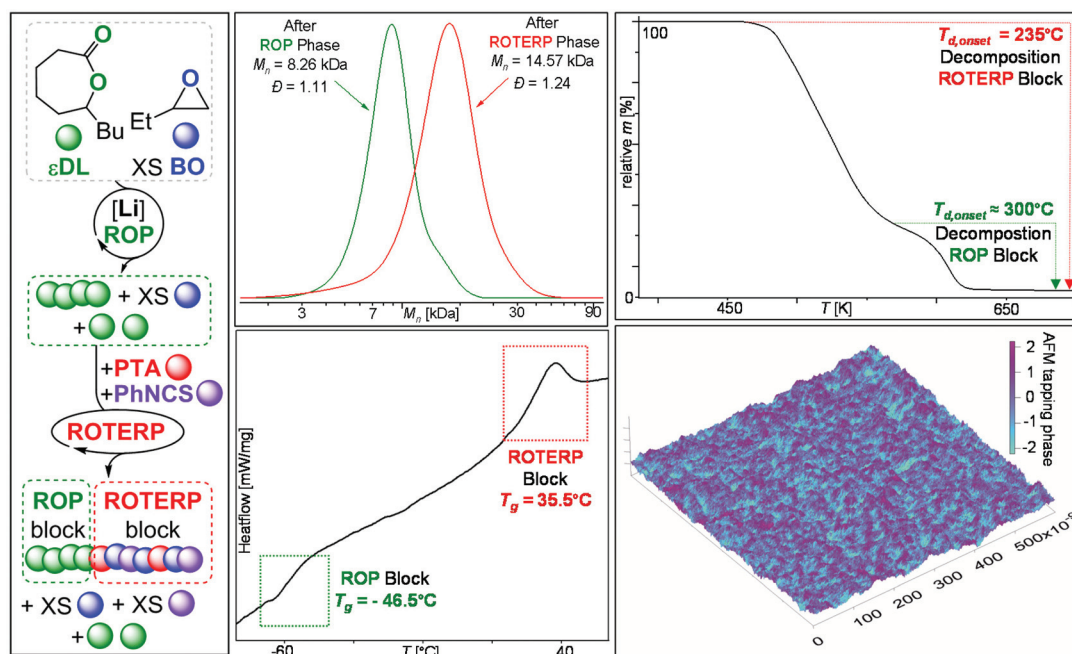 O
O
Bu
Et
O
εDL
XS BO
[Li]
ROP
+ XS
+
+PTA
+PhNCS
ROTERP
ROP
block
ROTERP
block
+ XS
+ XS
+
After
ROP Phase
Mn = 8.26 kDa
Đ = 1.11
After
ROTERP Phase
Mn = 14.57 kDa
Đ = 1.24
3
7
Mn [kDa]
30
90
Heatflow [mW/mg]
ROTERP
Block
Tg = 35.5°C
ROP Block
Tg = - 46.5°C
-60
T [°C]
40
100
relative m [%]
0
Td,onset = 235°C
Decomposition
ROTERP Block
Td,onset ≈ 300°C
Decompostion
ROP Block
450
T [K]
650
AFM tapping phase
2
1
0
-1
-2
0
100
200
300
400